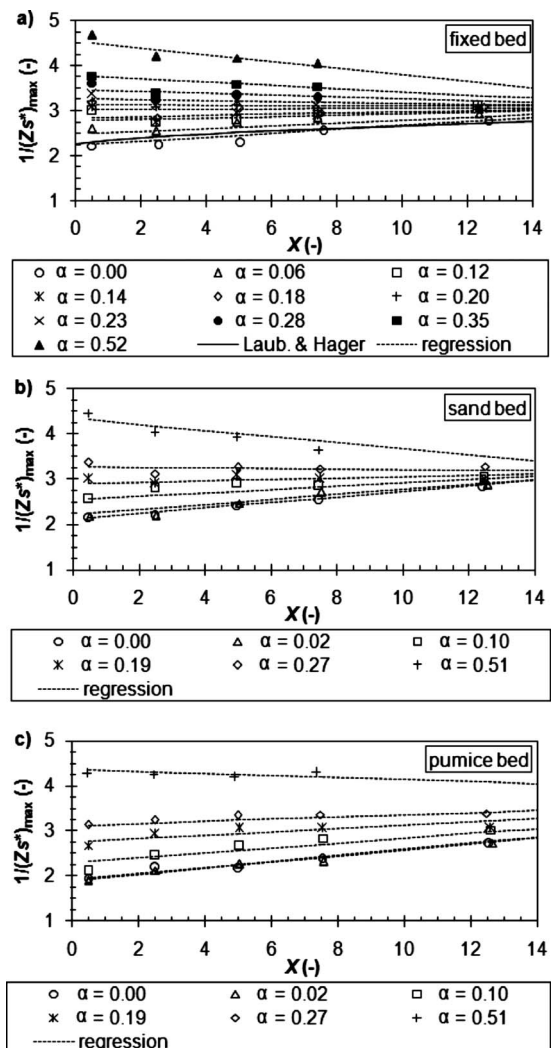 a)
fixed bed
1/(Zs*)max (-)
5
4
3
2
1
0 2 4 6 8 10 12 14
X (-)
α = 0.00 α = 0.06 α = 0.12
α = 0.14 α = 0.18 α = 0.20
α = 0.23 α = 0.28 α = 0.35
α = 0.52 Laub. & Hager regression
b)
sand bed
1/(Zs*)max (-)
5
4
3
2
1
0 2 4 6 8 10 12 14
X (-)
α = 0.00 α = 0.02 α = 0.10
α = 0.19 α = 0.27 α = 0.51
regression
c)
pumice bed
1/(Zs*)max (-)
5
4
3
2
1
0 2 4 6 8 10 12 14
X (-)
α = 0.00 α = 0.02 α = 0.10
α = 0.19 α = 0.27 α = 0.51
regression